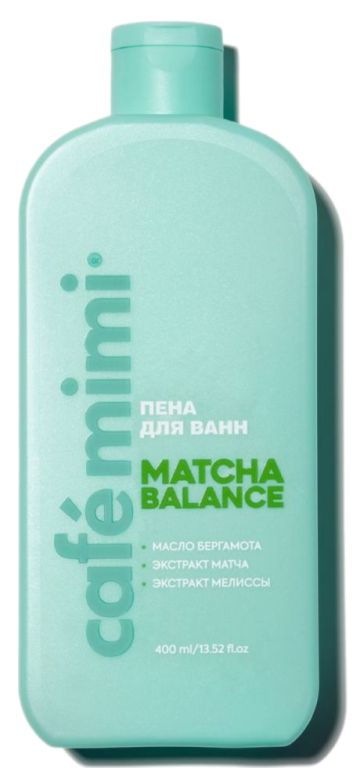 café mimi®
ПЕНА
ДЛЯ ВАНН
MATCHA
BALANCE
• МАСЛО БЕРГАМОТА
• ЭКСТРАКТ МАТЧА
• ЭКСТРАКТ МЕЛИССЫ
400 ml/13.52 fl.oz